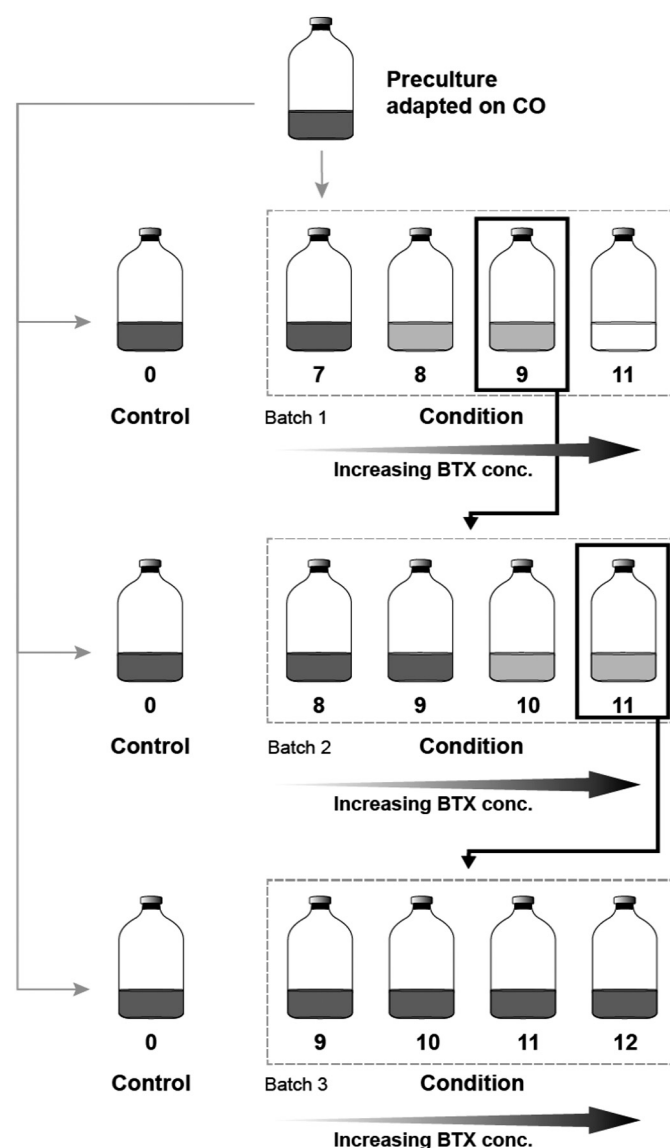 Preculture
adapted on CO
0
7
8
9
11
Control
Batch 1
Condition
Increasing BTX conc.
0
8
9
10
11
Control
Batch 2
Condition
Increasing BTX conc.
0
9
10
11
12
Control
Batch 3
Condition
Increasing BTX conc.